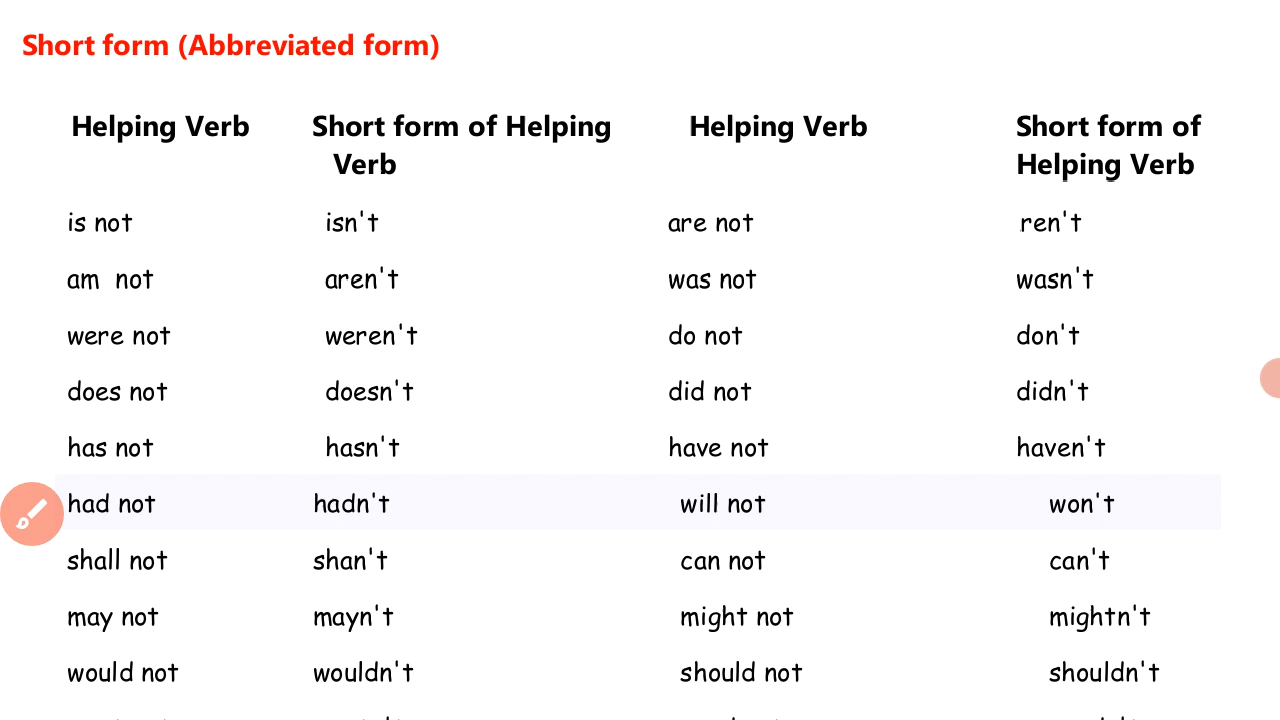 Short form (Abbreviated form)
Helping Verb Short form of Helping Verb Helping Verb Short form of Helping Verb
is not isn't are not ren't
am not aren't was not wasn't
were not weren't do not don't
does not doesn't did not didn't
has not hasn't have not haven't
had not hadn't will not won't
shall not shan't can not can't
may not mayn't might not mightn't
would not wouldn't should not shouldn't